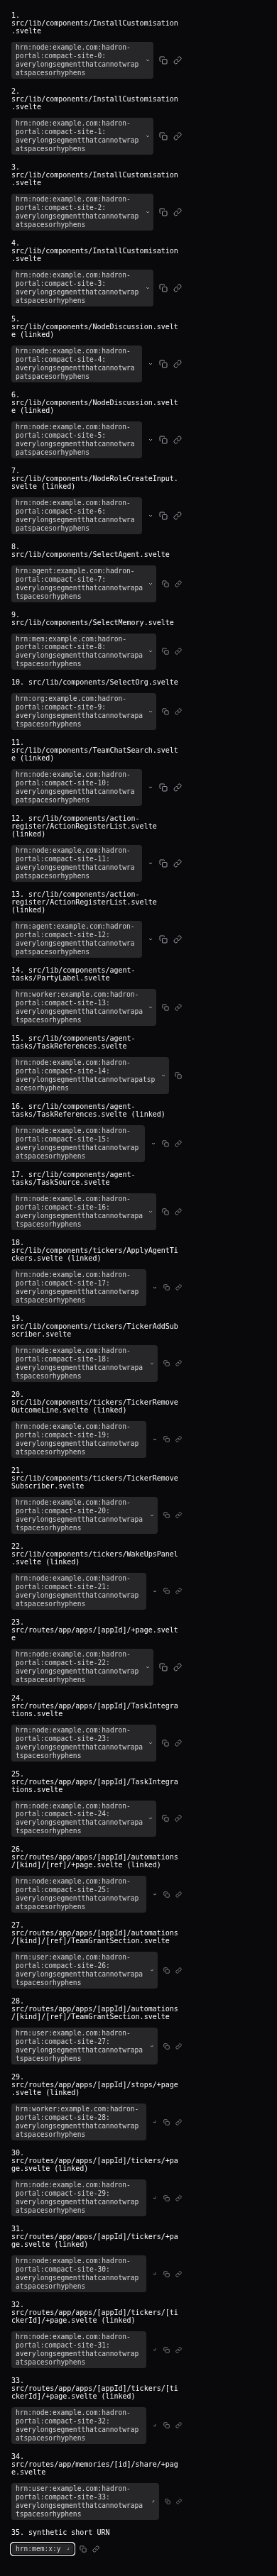 1.
src/lib/components/InstallCustomisation
.svelte
hrn:node:example.com:hadron-
portal:compact-site-0:
averylongsegmentthatcannotwrap
atspacesorhyphens
2.
src/lib/components/InstallCustomisation
.svelte
hrn:node:example.com:hadron-
portal:compact-site-1:
averylongsegmentthatcannotwrap
atspacesorhyphens
3.
src/lib/components/InstallCustomisation
.svelte
hrn:node:example.com:hadron-
portal:compact-site-2:
averylongsegmentthatcannotwrap
atspacesorhyphens
4.
src/lib/components/InstallCustomisation
.svelte
hrn:node:example.com:hadron-
portal:compact-site-3:
averylongsegmentthatcannotwrap
atspacesorhyphens
5.
src/lib/components/NodeDiscussion.svelt
e (linked)
hrn:node:example.com:hadron-
portal:compact-site-4:
averylongsegmentthatcannotwra
patspacesorhyphens
6.
src/lib/components/NodeDiscussion.svelt
e (linked)
hrn:node:example.com:hadron-
portal:compact-site-5:
averylongsegmentthatcannotwra
patspacesorhyphens
7.
src/lib/components/NodeRoleCreateInput.
svelte (linked)
hrn:node:example.com:hadron-
portal:compact-site-6:
averylongsegmentthatcannotwra
patspacesorhyphens
8.
src/lib/components/SelectAgent.svelte
hrn:agent:example.com:hadron-
portal:compact-site-7:
averylongsegmentthatcannotwrapa
tspacesorhyphens
9.
src/lib/components/SelectMemory.svelte
hrn:mem:example.com:hadron-
portal:compact-site-8:
averylongsegmentthatcannotwrapa
tspacesorhyphens
10. src/lib/components/SelectOrg.svelte
hrn:org:example.com:hadron-
portal:compact-site-9:
averylongsegmentthatcannotwrapa
tspacesorhyphens
11.
src/lib/components/TeamChatSearch.svelt
e (linked)
hrn:node:example.com:hadron-
portal:compact-site-10:
averylongsegmentthatcannotwra
patspacesorhyphens
12. src/lib/components/action-
register/ActionRegisterList.svelte
(linked)
hrn:node:example.com:hadron-
portal:compact-site-11:
averylongsegmentthatcannotwra
patspacesorhyphens
13. src/lib/components/action-
register/ActionRegisterList.svelte
(linked)
hrn:agent:example.com:hadron-
portal:compact-site-12:
averylongsegmentthatcannotwra
patspacesorhyphens
14. src/lib/components/agent-
tasks/PartyLabel.svelte
hrn:worker:example.com:hadron-
portal:compact-site-13:
averylongsegmentthatcannotwrapa
tspacesorhyphens
15. src/lib/components/agent-
tasks/TaskReferences.svelte
hrn:node:example.com:hadron-
portal:compact-site-14:
averylongsegmentthatcannotwrapatsp
acesorhyphens
16. src/lib/components/agent-
tasks/TaskReferences.svelte (linked)
hrn:node:example.com:hadron-
portal:compact-site-15:
averylongsegmentthatcannotwrap
atspacesorhyphens
17. src/lib/components/agent-
tasks/TaskSource.svelte
hrn:node:example.com:hadron-
portal:compact-site-16:
averylongsegmentthatcannotwrapa
tspacesorhyphens
18.
src/lib/components/tickers/ApplyAgentTi
ckers.svelte (linked)
hrn:node:example.com:hadron-
portal:compact-site-17:
averylongsegmentthatcannotwrap
atspacesorhyphens
19.
src/lib/components/tickers/TickerAddSub
scriber.svelte
hrn:node:example.com:hadron-
portal:compact-site-18:
averylongsegmentthatcannotwrapa
tspacesorhyphens
20.
src/lib/components/tickers/TickerRemove
OutcomeLine.svelte (linked)
hrn:node:example.com:hadron-
portal:compact-site-19:
averylongsegmentthatcannotwrap
atspacesorhyphens
21.
src/lib/components/tickers/TickerRemove
Subscriber.svelte
hrn:node:example.com:hadron-
portal:compact-site-20:
averylongsegmentthatcannotwrapa
tspacesorhyphens
22.
src/lib/components/tickers/WakeUpsPanel
.svelte (linked)
hrn:node:example.com:hadron-
portal:compact-site-21:
averylongsegmentthatcannotwrap
atspacesorhyphens
23.
src/routes/app/apps/[appId]/+page.svelt
e
hrn:node:example.com:hadron-
portal:compact-site-22:
averylongsegmentthatcannotwrap
atspacesorhyphens
24.
src/routes/app/apps/[appId]/TaskIntegra
tions.svelte
hrn:node:example.com:hadron-
portal:compact-site-23:
averylongsegmentthatcannotwrapa
tspacesorhyphens
25.
src/routes/app/apps/[appId]/TaskIntegra
tions.svelte
hrn:node:example.com:hadron-
portal:compact-site-24:
averylongsegmentthatcannotwrapa
tspacesorhyphens
26.
src/routes/app/apps/[appId]/automations
/[kind]/[ref]/+page.svelte (linked)
hrn:node:example.com:hadron-
portal:compact-site-25:
averylongsegmentthatcannotwrap
atspacesorhyphens
27.
src/routes/app/apps/[appId]/automations
/[kind]/[ref]/TeamGrantSection.svelte
hrn:user:example.com:hadron-
portal:compact-site-26:
averylongsegmentthatcannotwrapa
tspacesorhyphens
28.
src/routes/app/apps/[appId]/automations
/[kind]/[ref]/TeamGrantSection.svelte
hrn:user:example.com:hadron-
portal:compact-site-27:
averylongsegmentthatcannotwrapa
tspacesorhyphens
29.
src/routes/app/apps/[appId]/stops/+page
.svelte (linked)
hrn:worker:example.com:hadron-
portal:compact-site-28:
averylongsegmentthatcannotwrap
atspacesorhyphens
30.
src/routes/app/apps/[appId]/tickers/+pa
ge.svelte (linked)
hrn:node:example.com:hadron-
portal:compact-site-29:
averylongsegmentthatcannotwrap
atspacesorhyphens
31.
src/routes/app/apps/[appId]/tickers/+pa
ge.svelte (linked)
hrn:node:example.com:hadron-
portal:compact-site-30:
averylongsegmentthatcannotwrap
atspacesorhyphens
32.
src/routes/app/apps/[appId]/tickers/[ti
ckerId]/+page.svelte (linked)
hrn:node:example.com:hadron-
portal:compact-site-31:
averylongsegmentthatcannotwrap
atspacesorhyphens
33.
src/routes/app/apps/[appId]/tickers/[ti
ckerId]/+page.svelte (linked)
hrn:node:example.com:hadron-
portal:compact-site-32:
averylongsegmentthatcannotwrap
atspacesorhyphens
34.
src/routes/app/memories/[id]/share/+pag
e.svelte
hrn:user:example.com:hadron-
portal:compact-site-33:
averylongsegmentthatcannotwrapa
tspacesorhyphens
35. synthetic short URN
hrn:mem:x:y